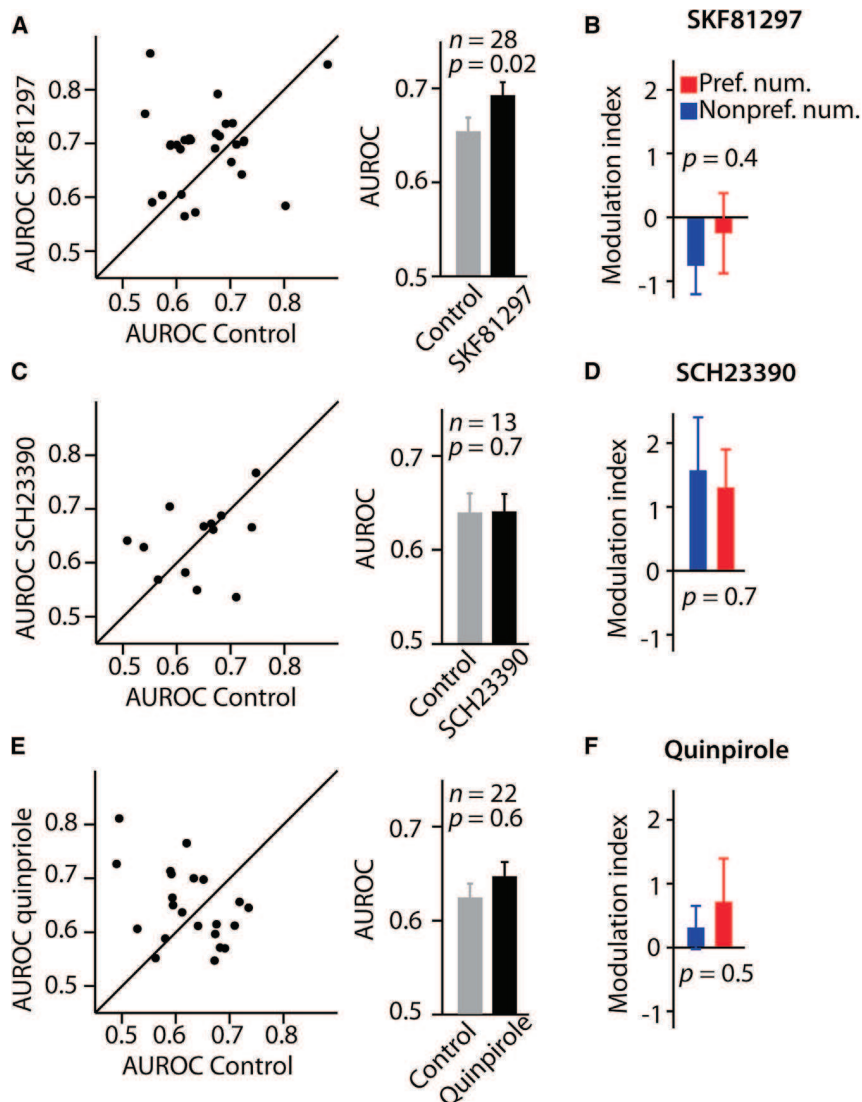 A
AUROC SKF81297
0.8
0.7
0.6
0.5
0.5 0.6 0.7 0.8
AUROC Control
n = 28
p = 0.02
AUROC
0.7
0.6
0.5
Control
SKF81297
B
SKF81297
Modulation index
2
1
0
-1
Pref. num.
Nonpref. num.
p = 0.4
C
AUROC SCH23390
0.8
0.7
0.6
0.5
0.5 0.6 0.7 0.8
AUROC Control
n = 13
p = 0.7
AUROC
0.7
0.6
0.5
Control
SCH23390
D
SCH23390
Modulation index
2
1
0
-1
p = 0.7
E
AUROC quinpriole
0.8
0.7
0.6
0.5
0.5 0.6 0.7 0.8
AUROC Control
n = 22
p = 0.6
AUROC
0.7
0.6
0.5
Control
Quinpirole
F
Quinpirole
Modulation index
2
1
0
-1
p = 0.5